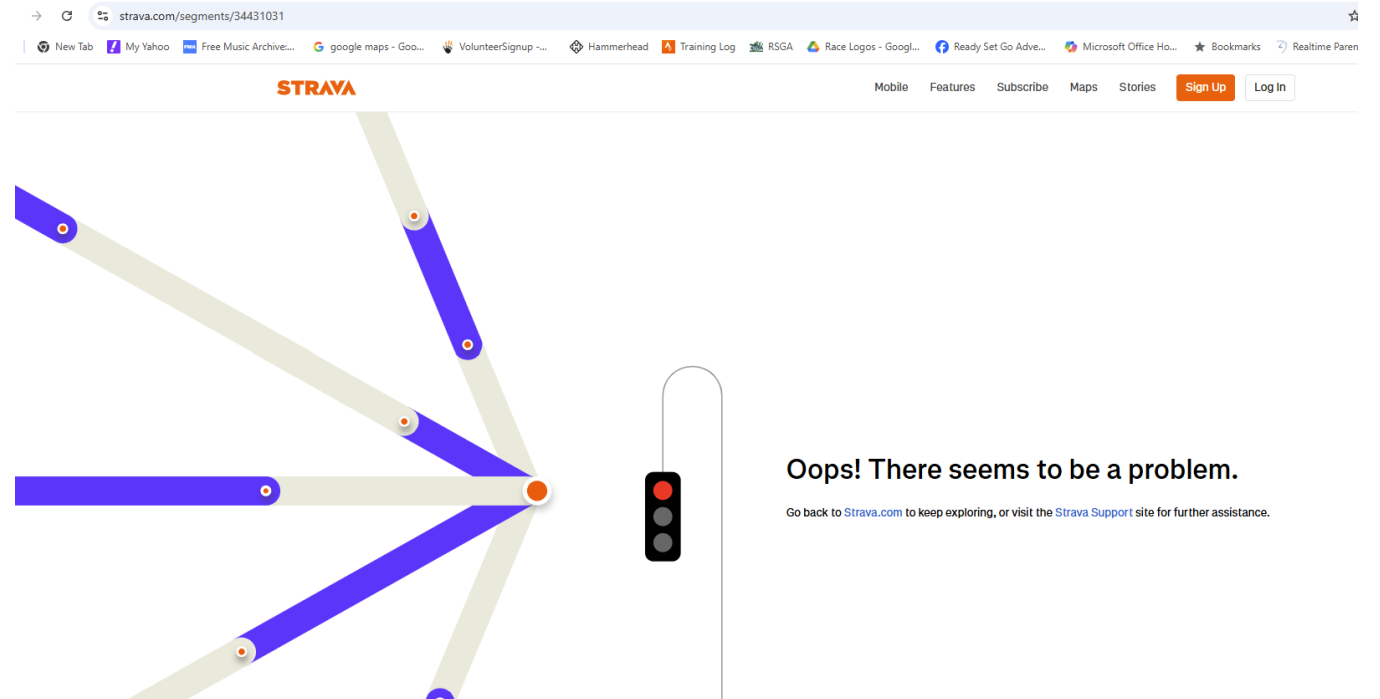 strava.com/segments/34431031
New Tab My Yahoo FMA Free Music Archive:... google maps - Goo... VolunteerSignup -... Hammerhead Training Log RSGA Race Logos - Googl... Ready Set Go Adve... Microsoft Office Ho... Bookmarks Realtime Paren
STRAVA Mobile Features Subscribe Maps Stories Sign Up Log In
Oops! There seems to be a problem.
Go back to Strava.com to keep exploring, or visit the Strava Support site for further assistance.